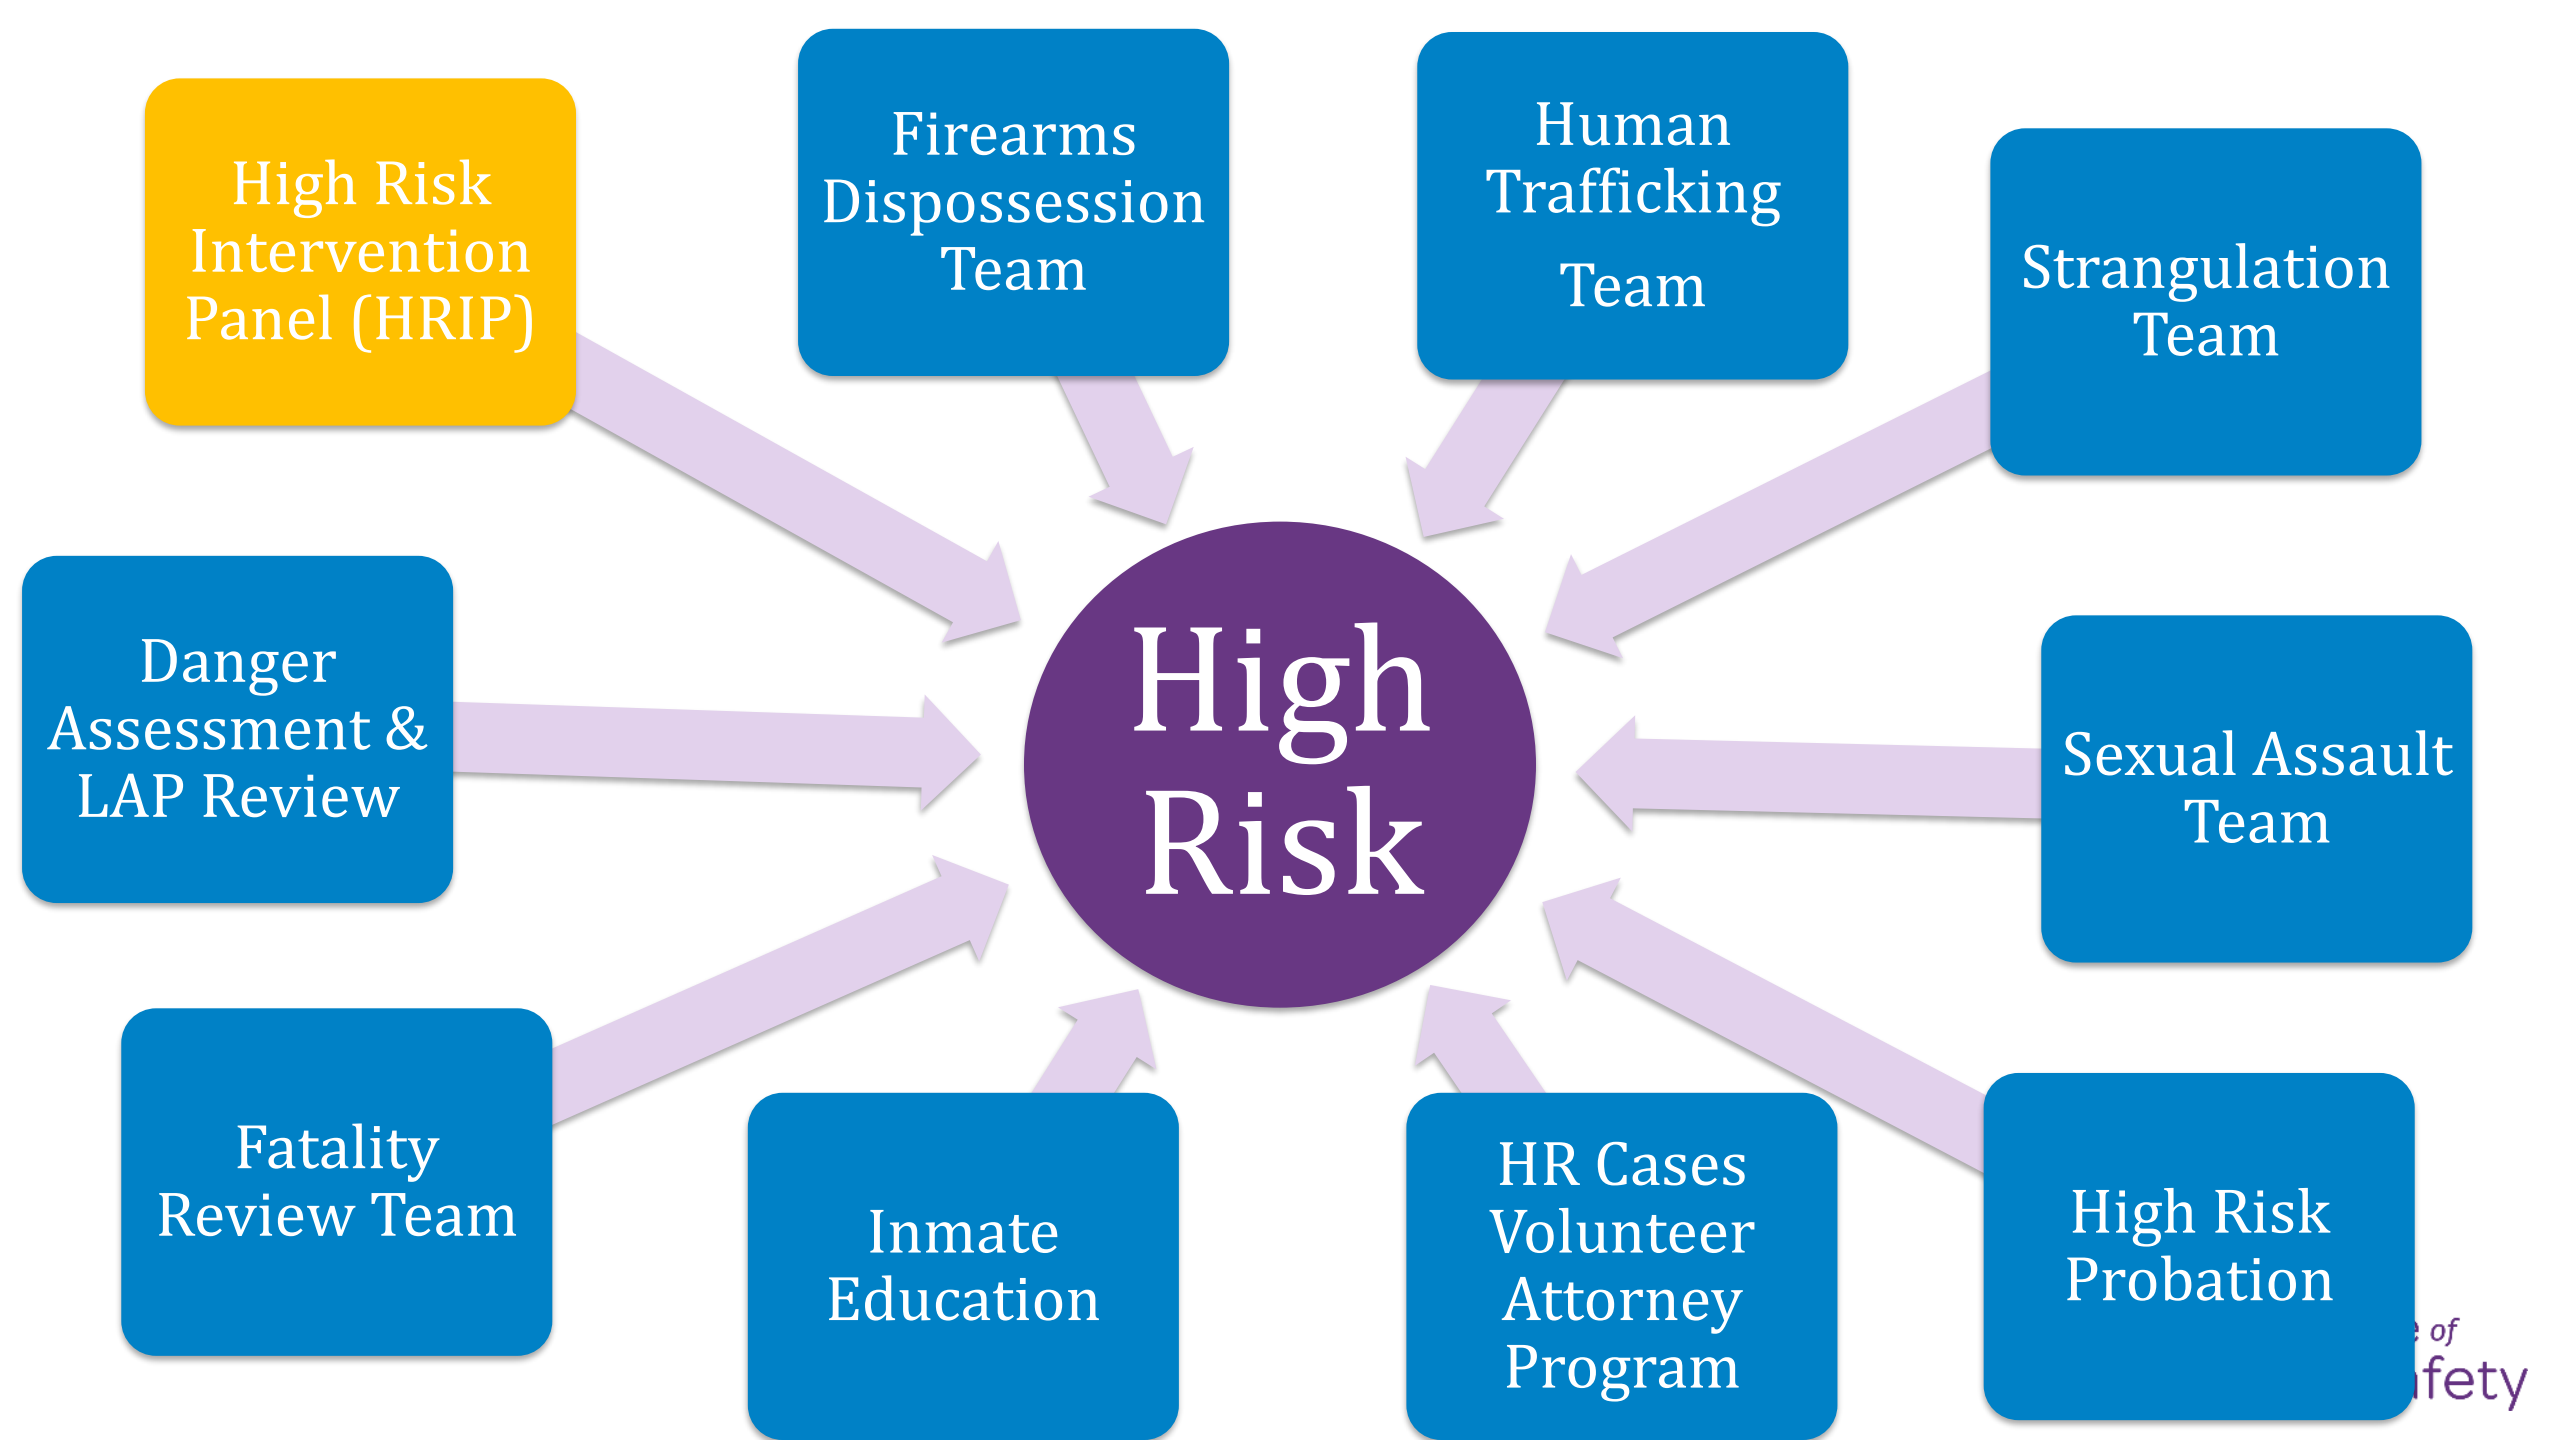 High Risk
Intervention
Panel (HRIP)
Firearms
Dispossession
Team
Human
Trafficking
Team
Strangulation
Team
Danger
Assessment &
LAP Review
High
Risk
Sexual Assault
Team
Fatality
Review Team
Inmate
Education
HR Cases
Volunteer
Attorney
Program
High Risk
Probation
of